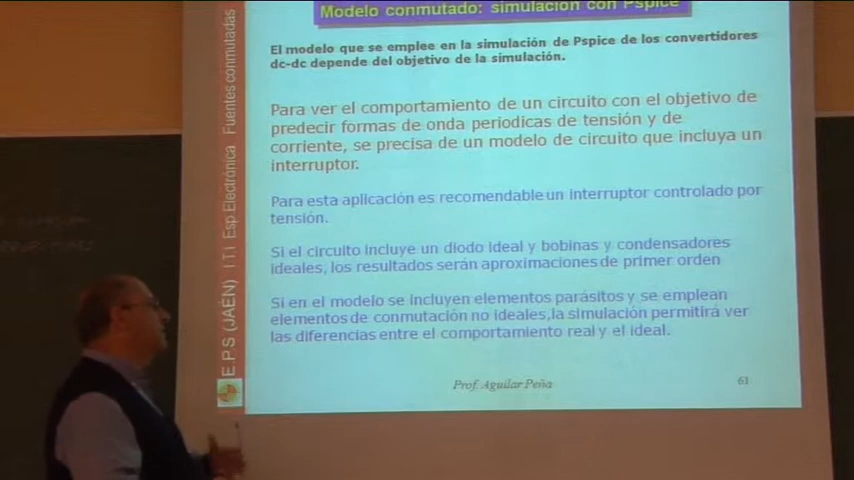 Modelo conmutado: simulación con Pspice
El modelo que se emplee en la simulación de Pspice de los convertidores
dc-dc depende del objetivo de la simulación.
Para ver el comportamiento de un circuito con el objetivo de
predecir formas de onda periodicas de tensión y de
corriente, se precisa de un modelo de circuito que incluya un
interruptor.
Para esta aplicación es recomendable un interruptor controlado por
tensión.
Si el circuito incluye un diodo ideal y bobinas y condensadores
ideales, los resultados serán aproximaciones de primer orden
Si en el modelo se incluyen elementos parásitos y se emplean
elementos de conmutación no ideales, la simulación permitirá ver
las diferencias entre el comportamiento real y el ideal.
E.P.S (JAÉN) I.T.I Esp Electrónica Fuentes conmutadas
Prof. Aguilar Peña
61